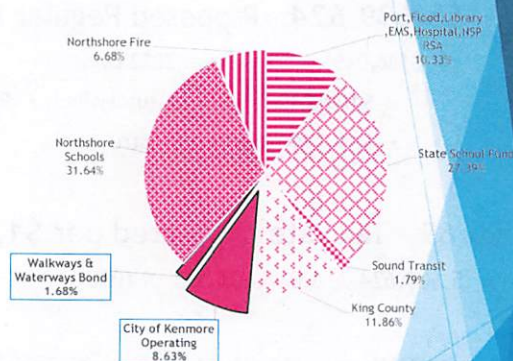 Port,Flood,Library
,EMS,Hospital,NSP
RSA
10.33%
Northshore Fire
6.68%
Northshore
Schools
31.64%
State School Fund
27.39%
Walkways &
Waterways Bond
1.68%
Sound Transit
1.79%
King County
11.86%
City of Kenmore
Operating
8.63%